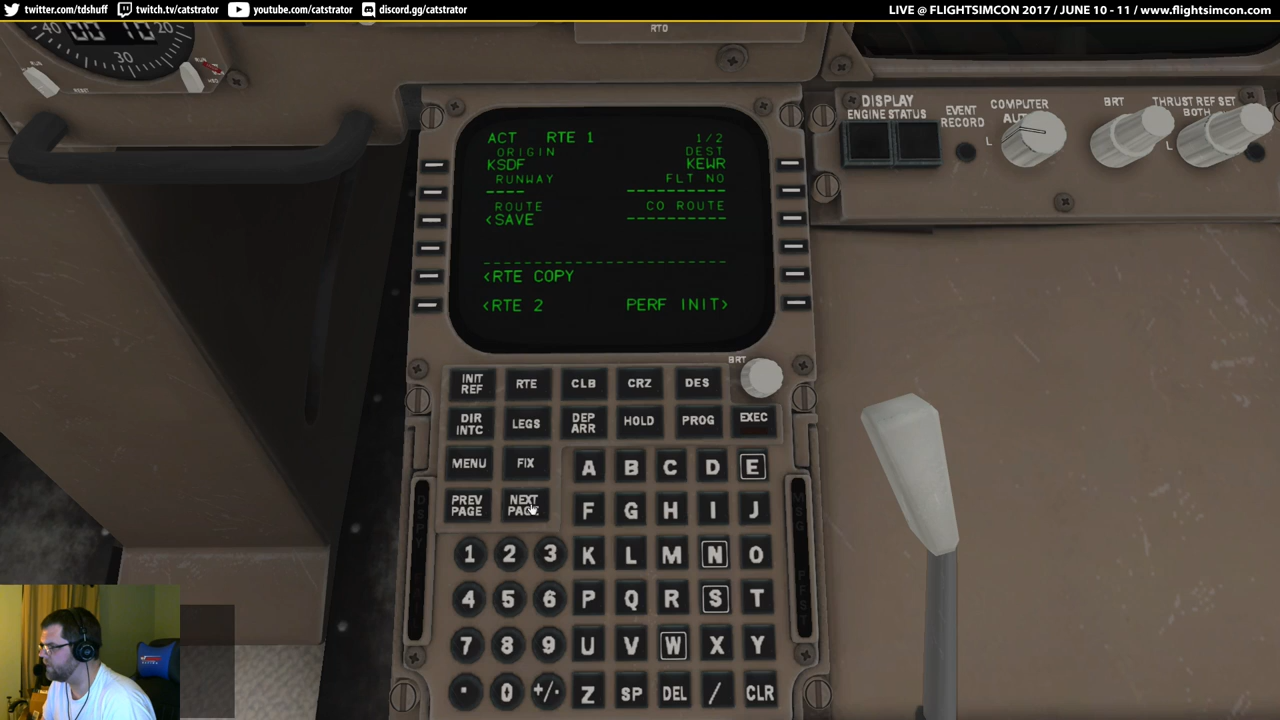 twitter.com/tdshuff twitch.tv/catstrator youtube.com/catstrator discord.gg/catstrator LIVE @ FLIGHTSIMCON 2017 / JUNE 10 - 11 / www.flightsimcon.com
40 20
30
RTO
DISPLAY
ENGINE STATUS
EVENT RECORD
COMPUTER
AUTO
L
BRT
THRUST REF SET
BOTH
L
ACT RTE 1 1/2
ORIGIN DEST
KSDF KEWR
RUNWAY FLT NO
---- ----------
ROUTE CO ROUTE
<SAVE ----------
------------------------
<RTE COPY
<RTE 2 PERF INIT>
BRT
INIT REF RTE CLB CRZ DES
DIR INTC LEGS DEP ARR HOLD PROG EXEC
MENU FIX A B C D E
PREV PAGE NEXT PAGE F G H I J
1 2 3 K L M N O
4 5 6 P Q R S T
7 8 9 U V W X Y
. 0 +/- Z SP DEL / CLR